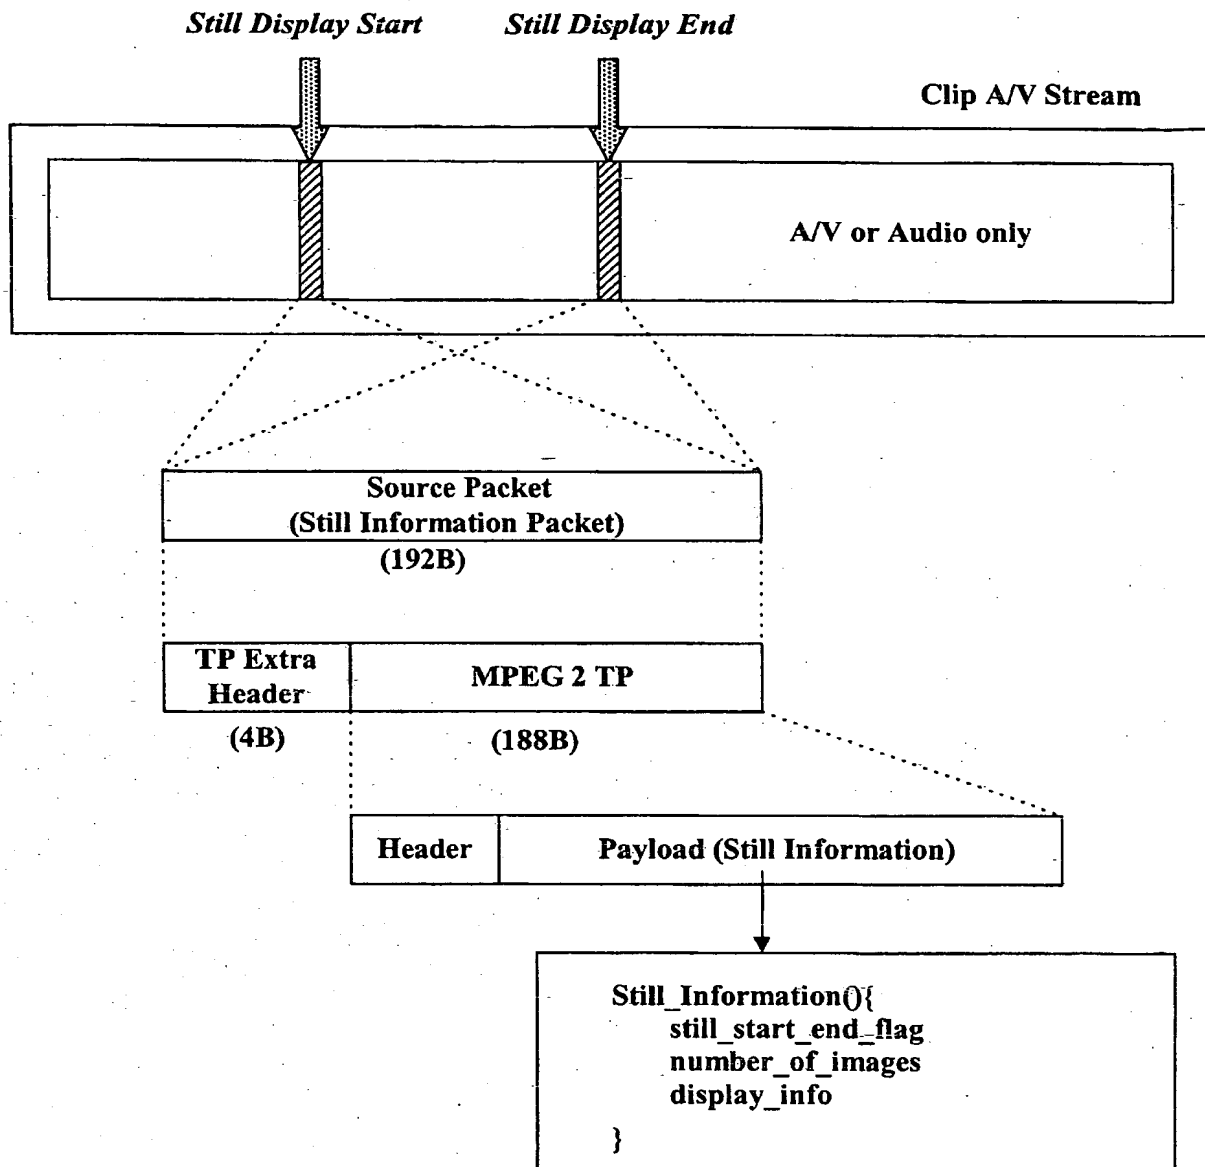 Still Display Start
Still Display End
Clip A/V Stream
A/V or Audio only
Source Packet
(Still Information Packet)
(192B)
TP Extra
Header
MPEG 2 TP
(4B)
(188B)
Header
Payload (Still Information)
Still_Information(){
still_start_end_flag
number_of_images
display_info
}